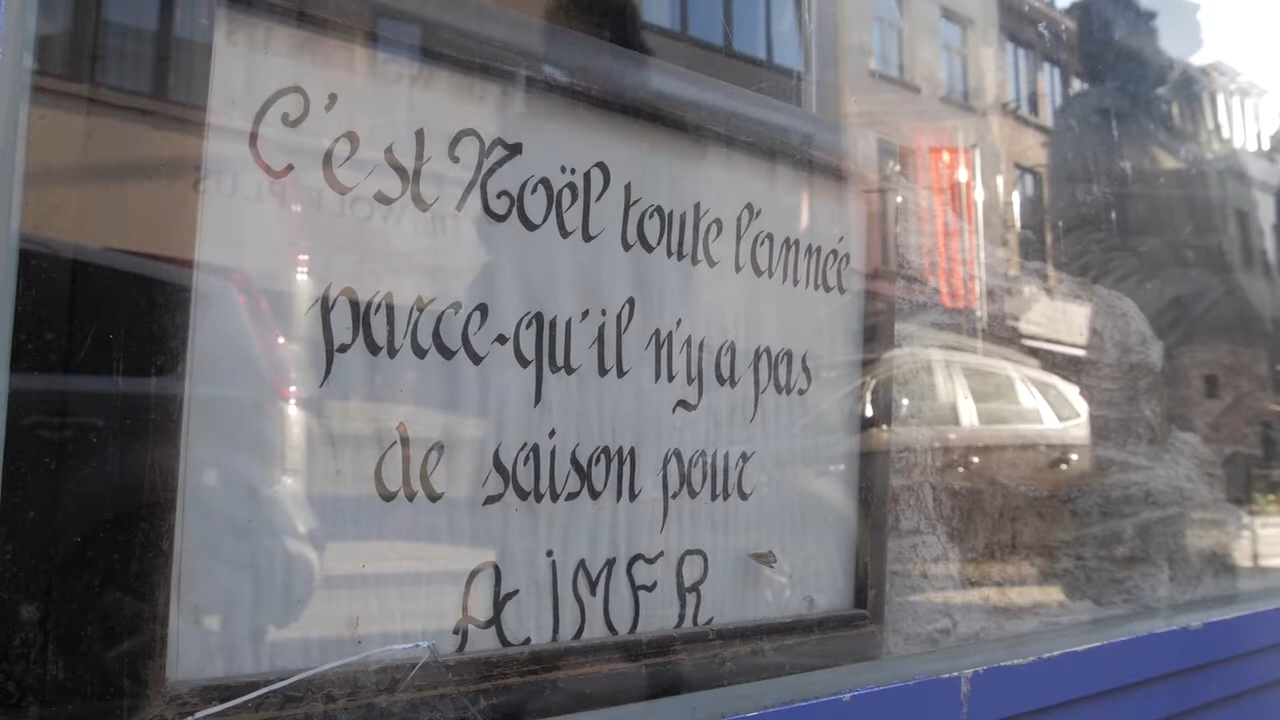 C'est Noël toute l'année
parce-qu'il n'y a pas
de saison pour
AIMER